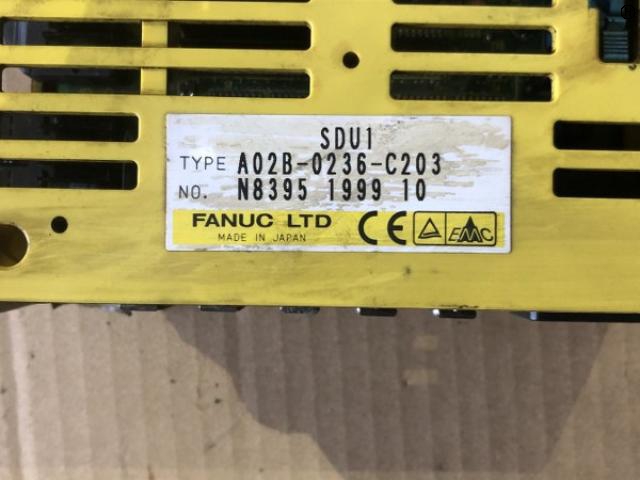 SDU1
TYPE A02B-0236-C203
NO. N8395 1999 10
FANUC LTD
MADE IN JAPAN
CE
EMC